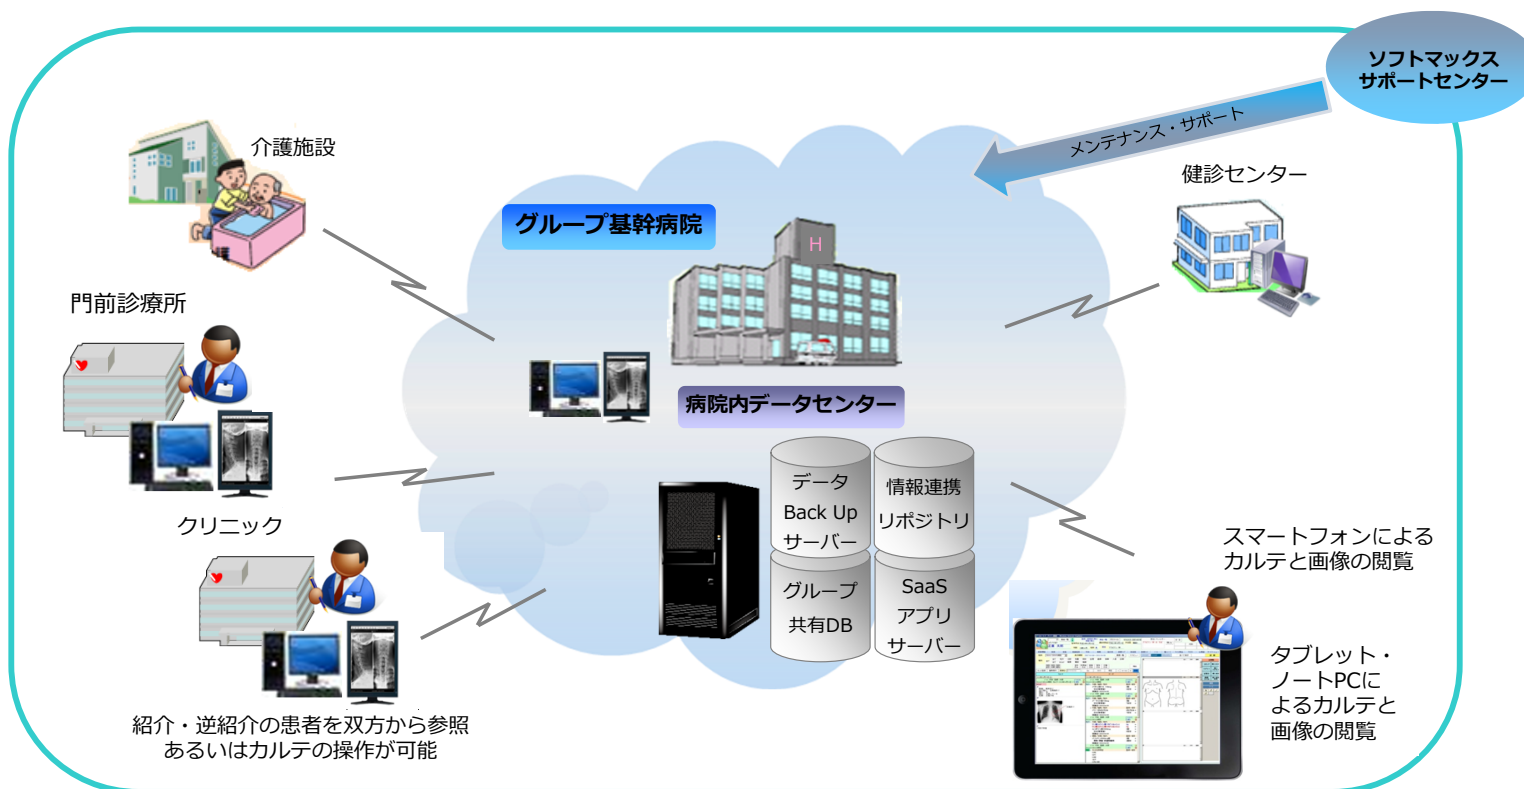 ソフトマックス
サポートセンター
メンテナンス・サポート
介護施設
健診センター
グループ基幹病院
H
門前診療所
病院内データセンター
データ
Back Up
サーバー
情報連携
リポジトリ
グループ
共有DB
SaaS
アプリ
サーバー
クリニック
スマートフォンによる
カルテと画像の閲覧
タブレット・
ノートPCに
よるカルテと
画像の閲覧
紹介・逆紹介の患者を双方から参照
あるいはカルテの操作が可能